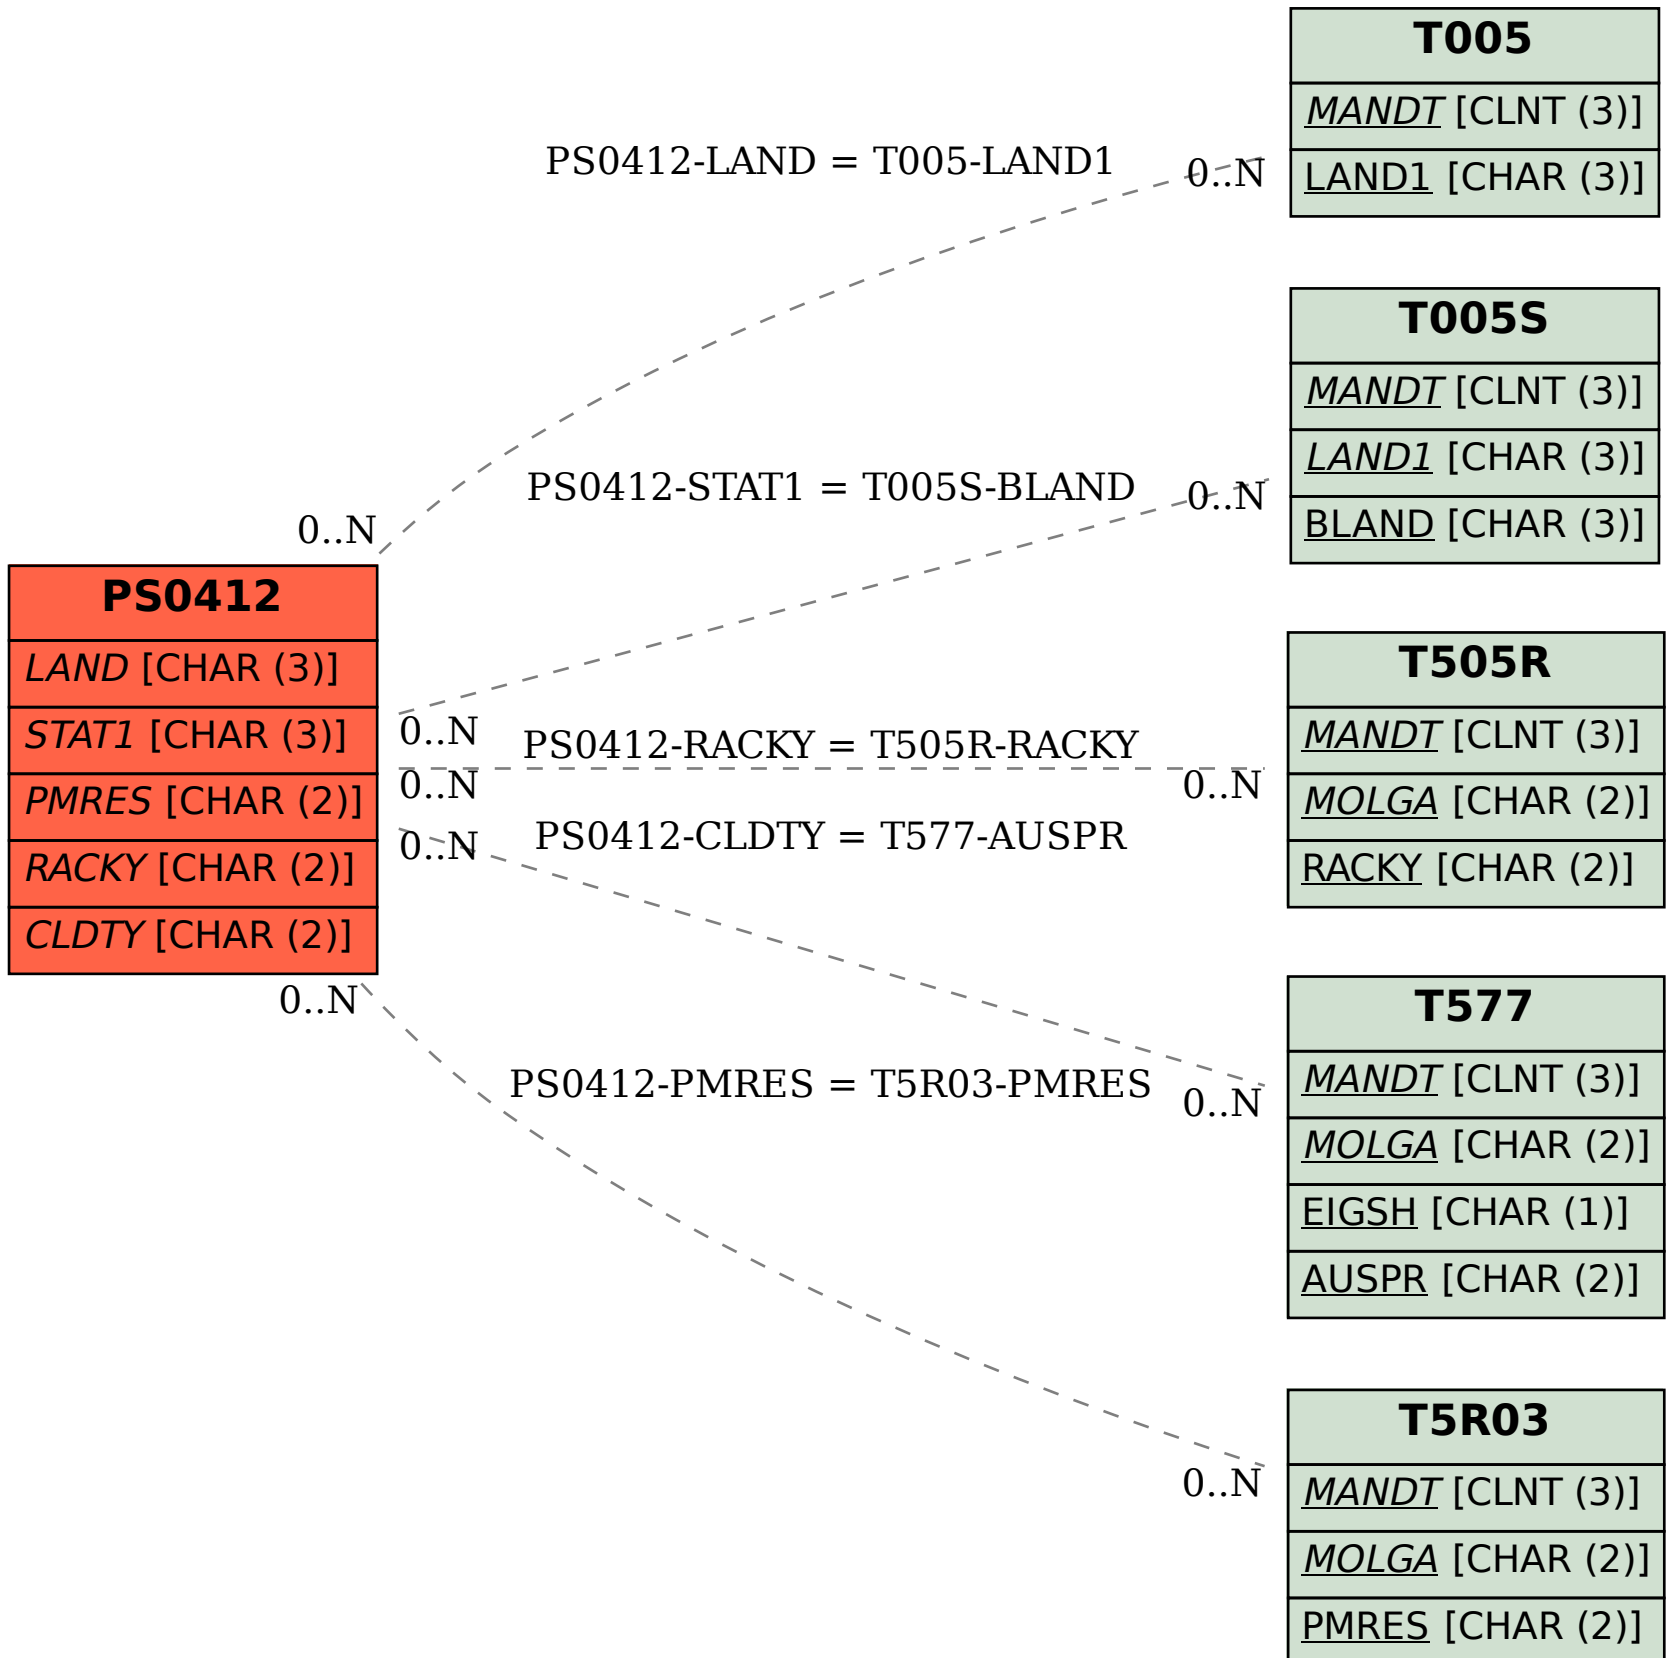 T005
MANDT [CLNT (3)]
LAND1 [CHAR (3)]
PS0412-LAND = T005-LAND1
0..N
0..N
T005S
MANDT [CLNT (3)]
LAND1 [CHAR (3)]
BLAND [CHAR (3)]
PS0412-STAT1 = T005S-BLAND
0..N
0..N
PS0412
LAND [CHAR (3)]
STAT1 [CHAR (3)]
PMRES [CHAR (2)]
RACKY [CHAR (2)]
CLDTY [CHAR (2)]
T505R
MANDT [CLNT (3)]
MOLGA [CHAR (2)]
RACKY [CHAR (2)]
PS0412-RACKY = T505R-RACKY
0..N
0..N
PS0412-CLDTY = T577-AUSPR
0..N
0..N
T577
MANDT [CLNT (3)]
MOLGA [CHAR (2)]
EIGSH [CHAR (1)]
AUSPR [CHAR (2)]
PS0412-PMRES = T5R03-PMRES
0..N
0..N
T5R03
MANDT [CLNT (3)]
MOLGA [CHAR (2)]
PMRES [CHAR (2)]